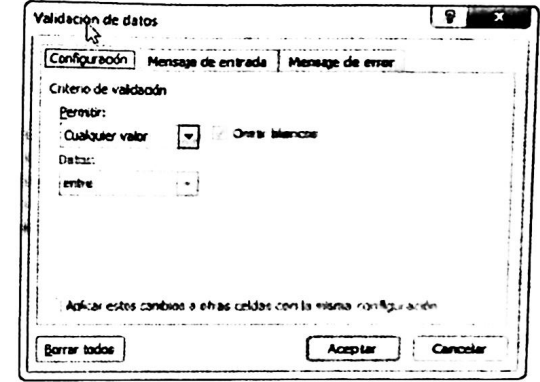 Validación de datos
Configuración Mensaje de entrada Mensaje de error
Criterio de validación
Permitir:
Cualquier valor Omitir blancos
Datos:
entre
Aplicar estos cambios a otras celdas con la misma configuración
Borrar todos Aceptar Cancelar